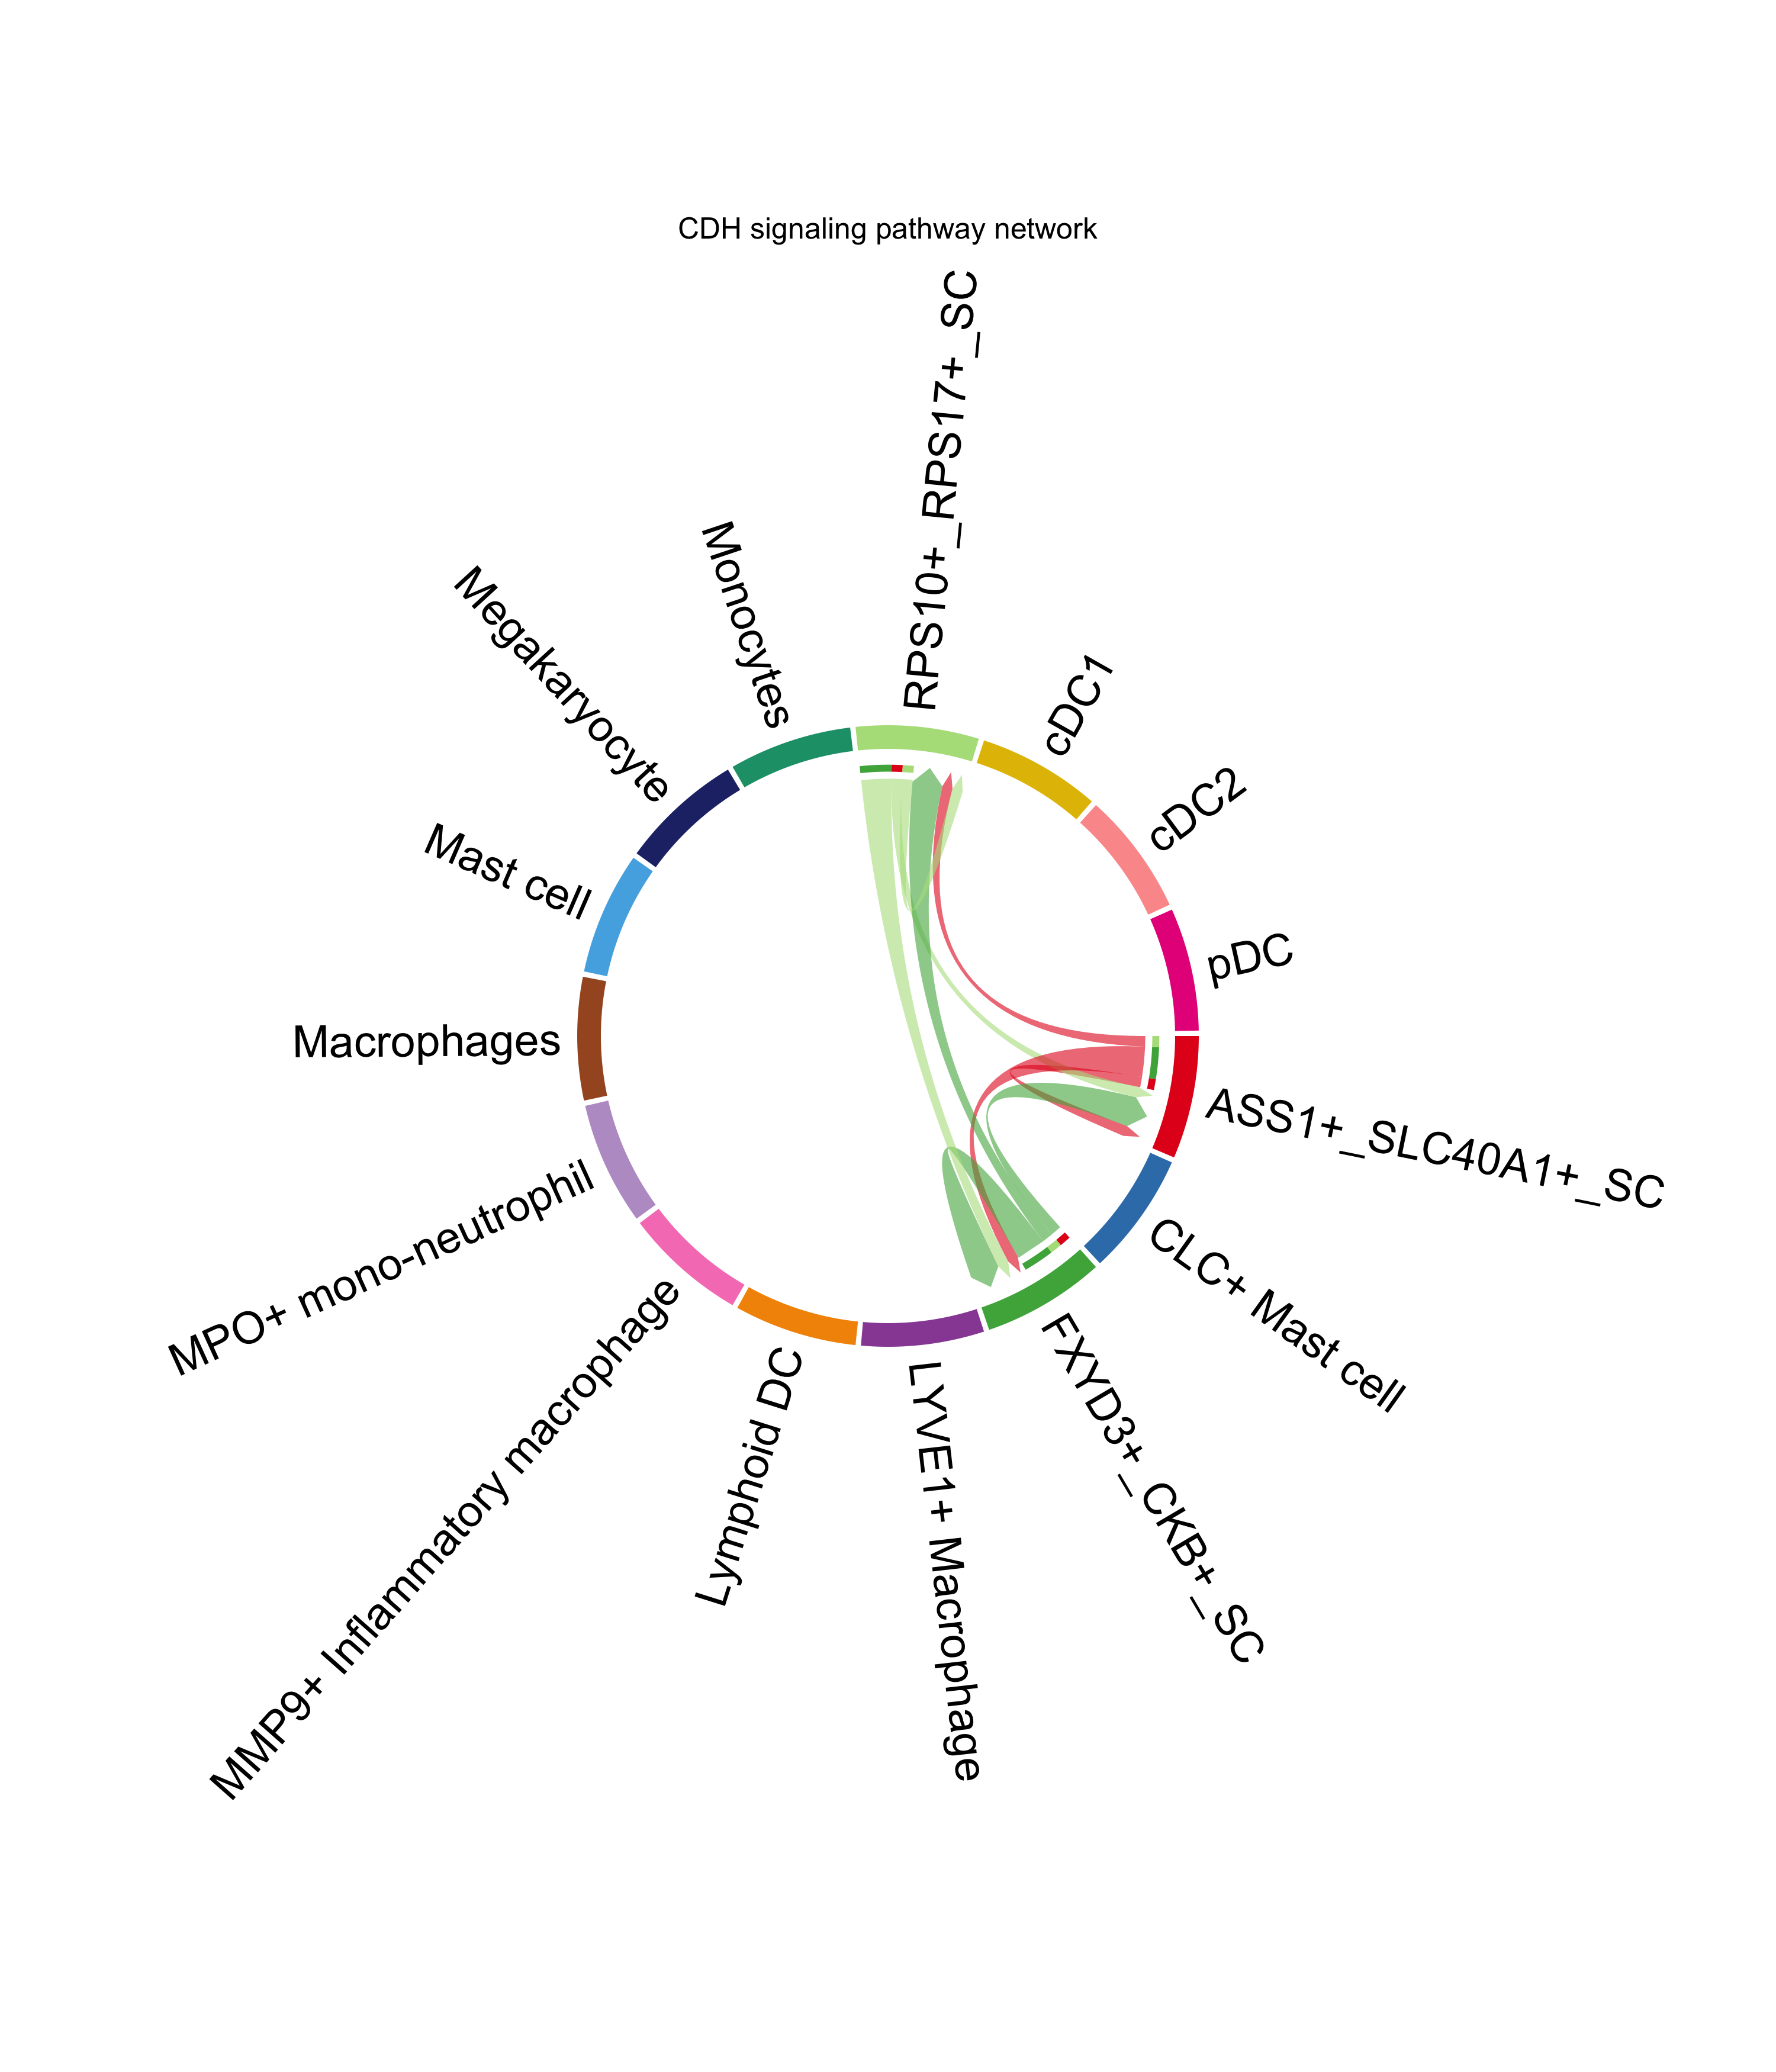 CDH signaling pathway network
RPS10+_RPS17+_SC
cDC1
cDC2
pDC
ASS1+_SLC40A1+_SC
CLC+ Mast cell
FXYD3+_CKB+_SC
LYVE1+ Macrophage
Lymphoid DC
MMP9+ Inflammatory macrophage
MPO+ mono-neutrophil
Macrophages
Mast cell
Megakaryocyte
Monocytes